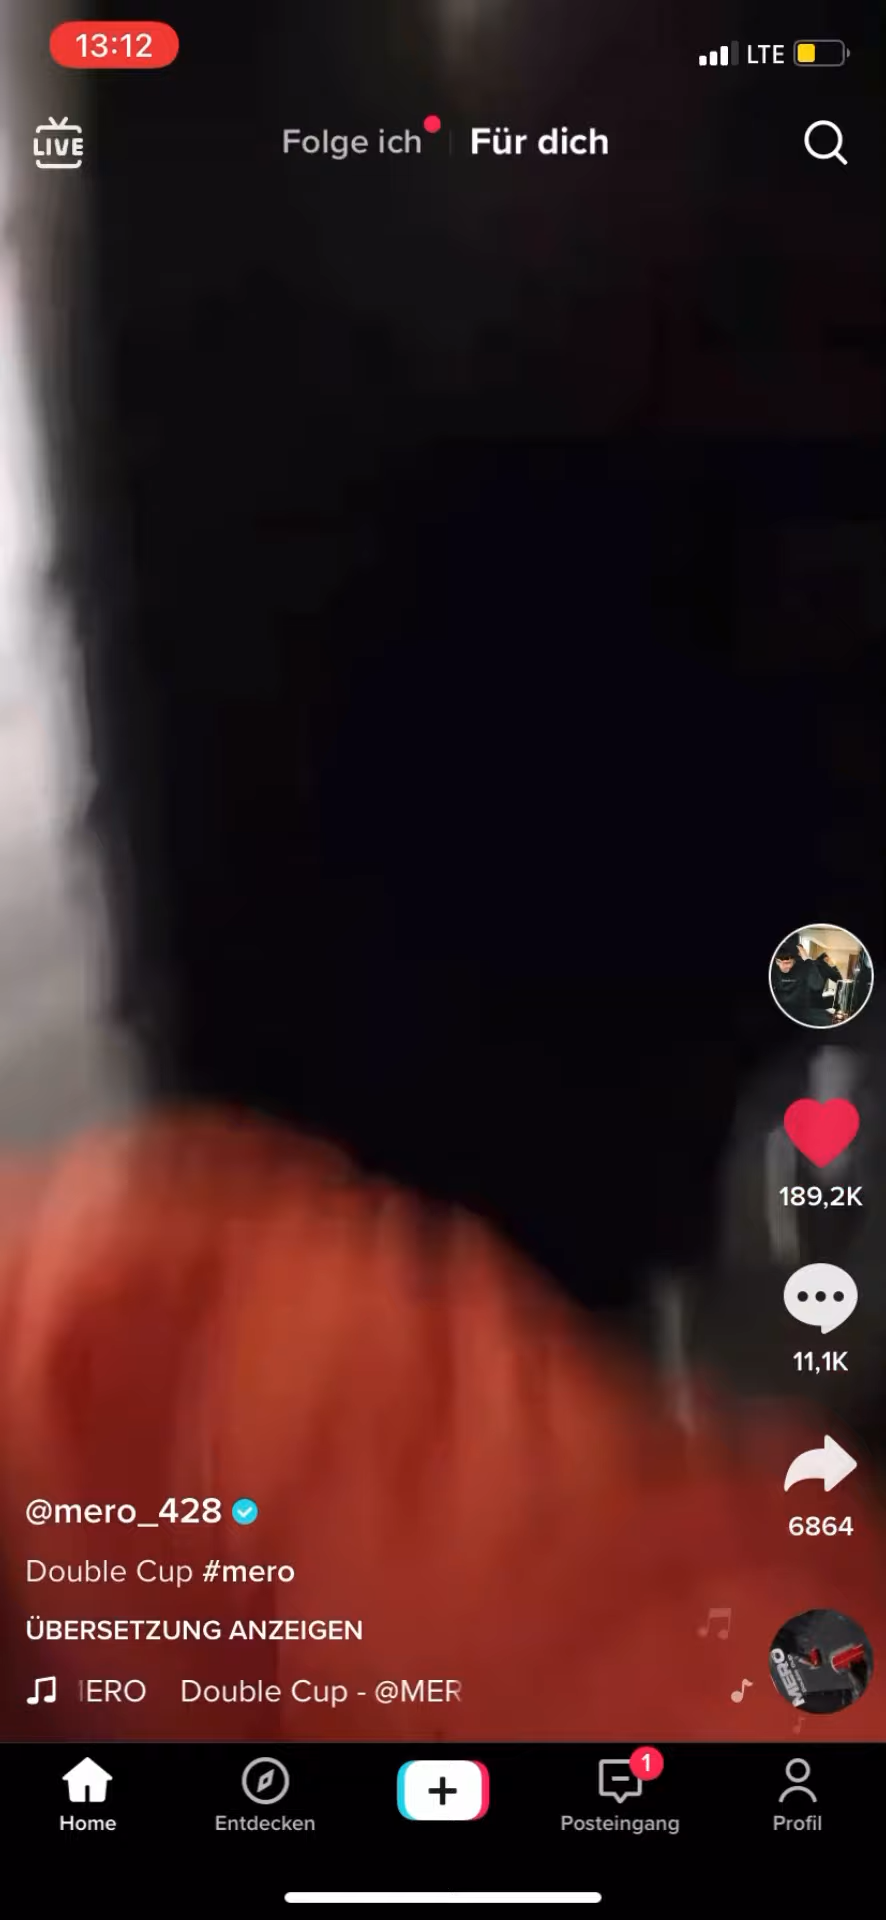 13:12
LTE
LIVE
Folge ich
Für dich
189,2K
11,1K
6864
@mero_428
Double Cup #mero
ÜBERSETZUNG ANZEIGEN
ERO Double Cup - @MER
MERO
Home
Entdecken
1
Posteingang
Profil